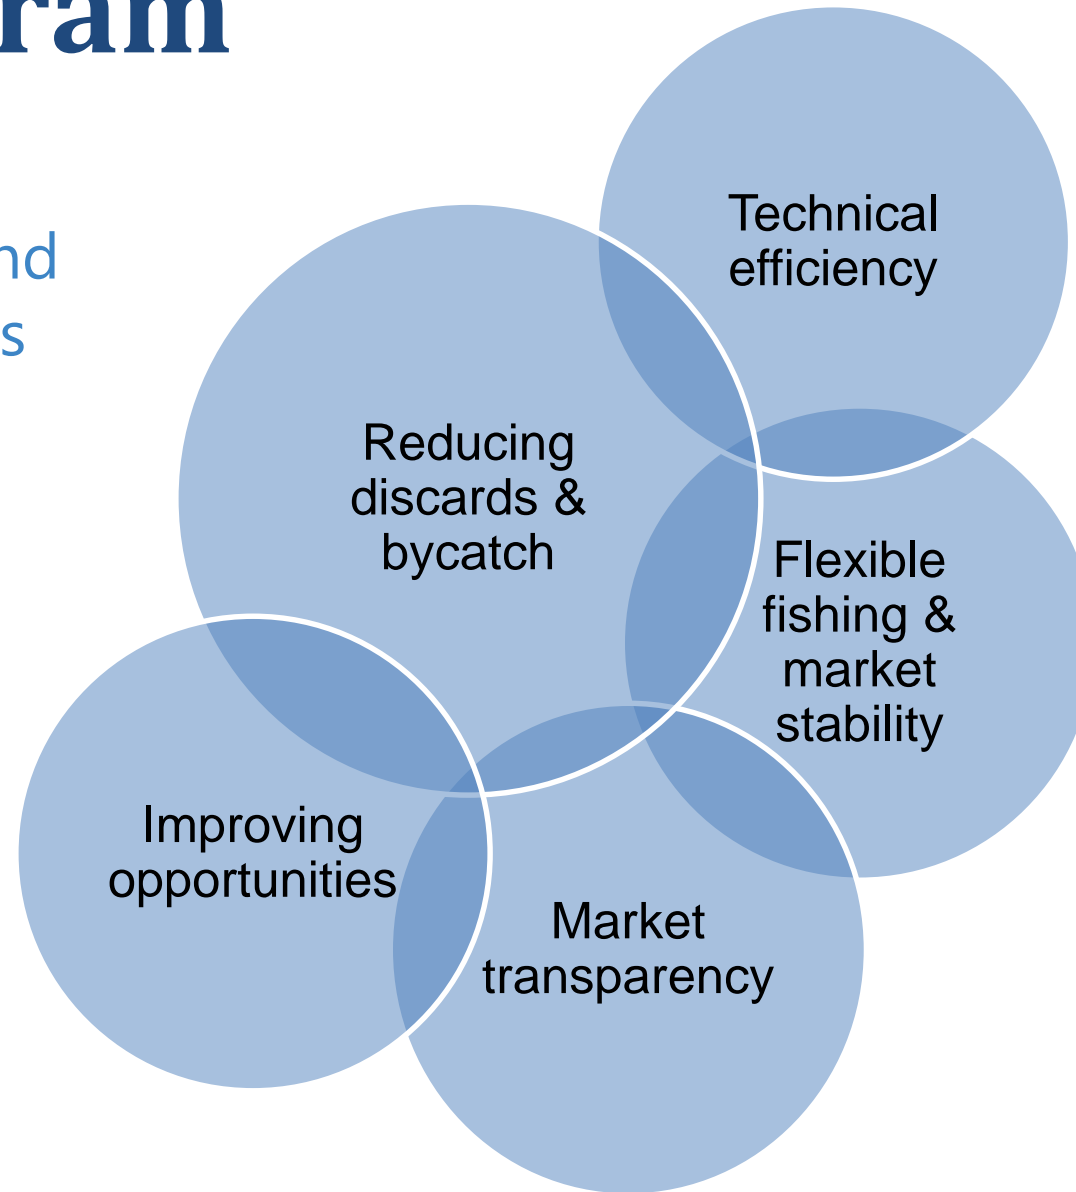 ram
nd
s
Technical
efficiency
Reducing
discards &
bycatch
Flexible
fishing &
market
stability
Improving
opportunities
Market
transparency